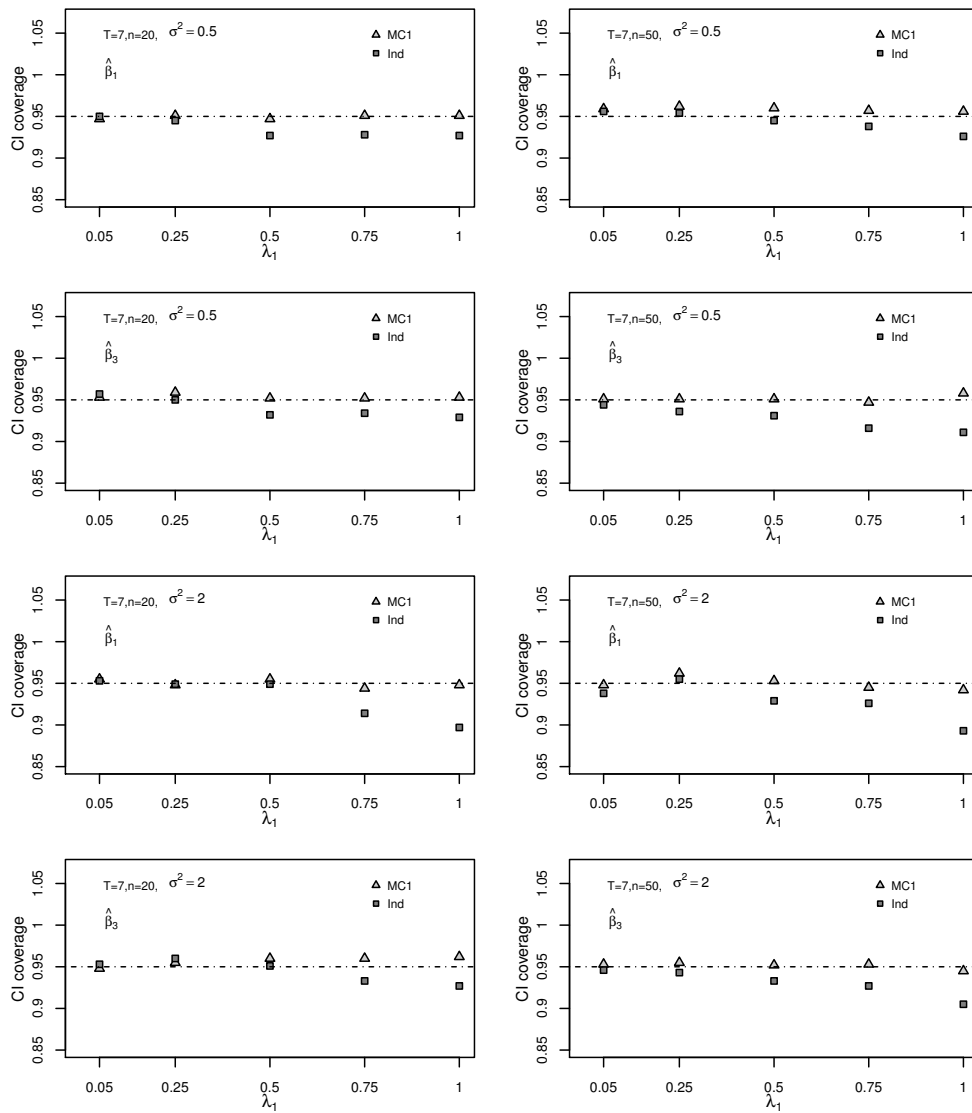 T=7,n=20, σ² = 0.5
MC1
Ind
β̂₁
CI coverage
0.85 0.9 0.95 1 1.05
0.05 0.25 0.5 0.75 1
λ₁
T=7,n=50, σ² = 0.5
MC1
Ind
β̂₁
CI coverage
0.85 0.9 0.95 1 1.05
0.05 0.25 0.5 0.75 1
λ₁
T=7,n=20, σ² = 0.5
MC1
Ind
β̂₃
CI coverage
0.85 0.9 0.95 1 1.05
0.05 0.25 0.5 0.75 1
λ₁
T=7,n=50, σ² = 0.5
MC1
Ind
β̂₃
CI coverage
0.85 0.9 0.95 1 1.05
0.05 0.25 0.5 0.75 1
λ₁
T=7,n=20, σ² = 2
MC1
Ind
β̂₁
CI coverage
0.85 0.9 0.95 1 1.05
0.05 0.25 0.5 0.75 1
λ₁
T=7,n=50, σ² = 2
MC1
Ind
β̂₁
CI coverage
0.85 0.9 0.95 1 1.05
0.05 0.25 0.5 0.75 1
λ₁
T=7,n=20, σ² = 2
MC1
Ind
β̂₃
CI coverage
0.85 0.9 0.95 1 1.05
0.05 0.25 0.5 0.75 1
λ₁
T=7,n=50, σ² = 2
MC1
Ind
β̂₃
CI coverage
0.85 0.9 0.95 1 1.05
0.05 0.25 0.5 0.75 1
λ₁